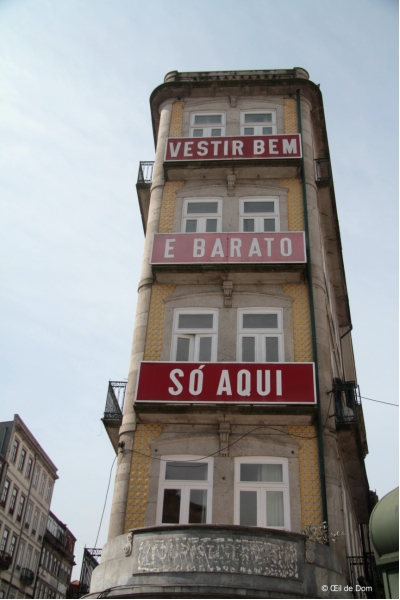 VESTIR BEM
E BARATO
SÓ AQUI
© Œil de Dom